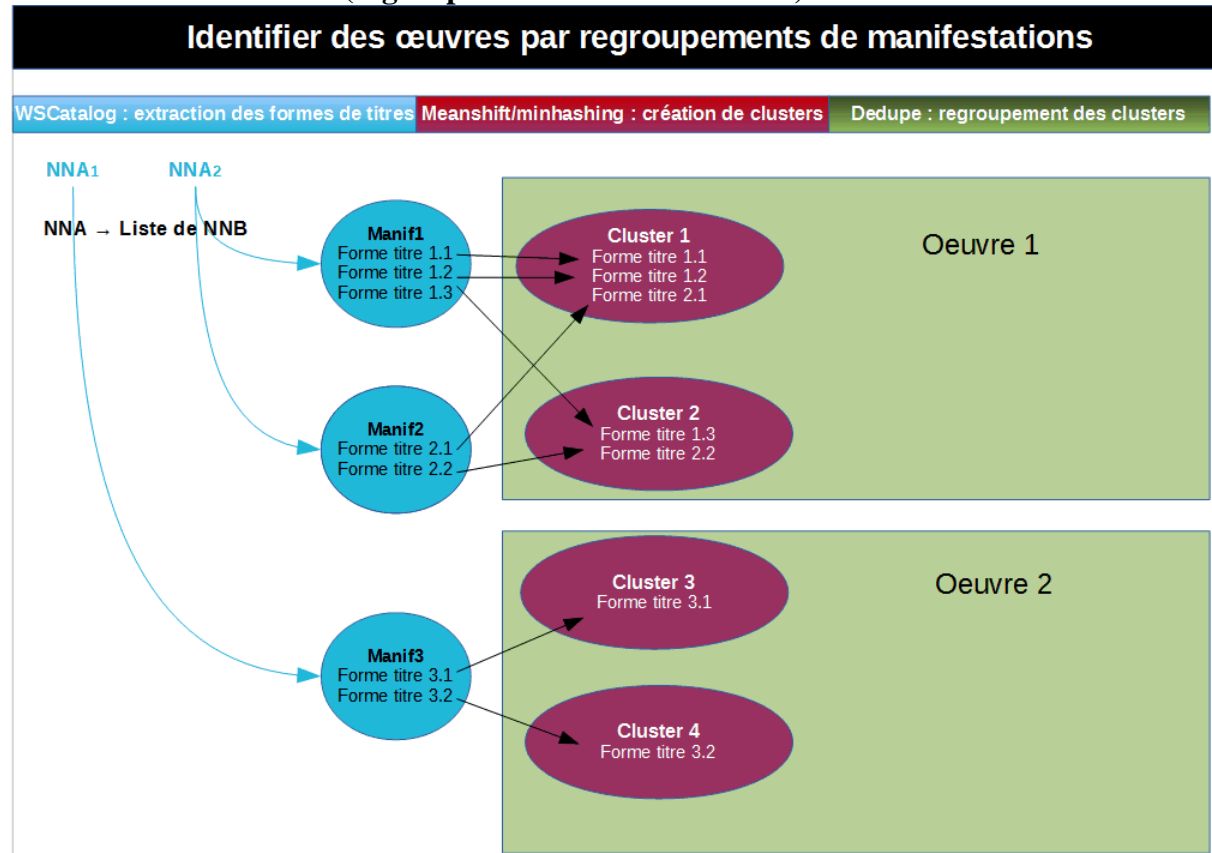 Identifier des œuvres par regroupements de manifestations
WSCatalog : extraction des formes de titres
Meanshift/minhashing : création de clusters
Dedupe : regroupement des clusters
NNA1
NNA2
NNA → Liste de NNB
Manif1
Forme titre 1.1
Forme titre 1.2
Forme titre 1.3
Cluster 1
Forme titre 1.1
Forme titre 1.2
Forme titre 2.1
Oeuvre 1
Manif2
Forme titre 2.1
Forme titre 2.2
Cluster 2
Forme titre 1.3
Forme titre 2.2
Cluster 3
Forme titre 3.1
Oeuvre 2
Manif3
Forme titre 3.1
Forme titre 3.2
Cluster 4
Forme titre 3.2